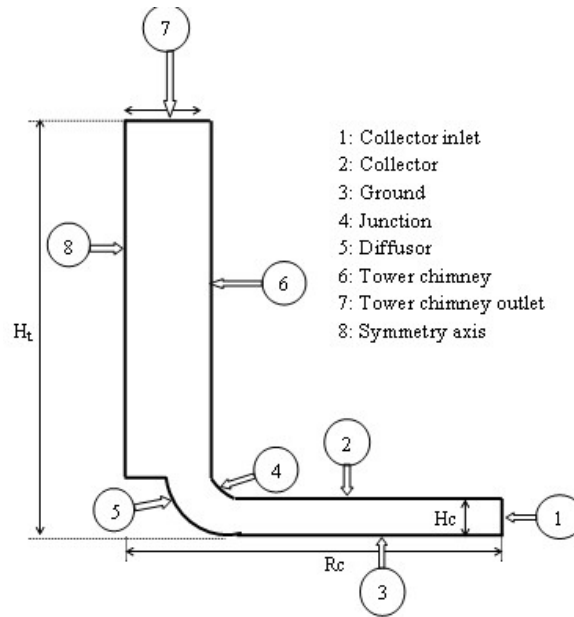 7
1: Collector inlet
2: Collector
3: Ground
4: Junction
5: Diffusor
6: Tower chimney
7: Tower chimney outlet
8: Symmetry axis
8
6
Ht
2
4
5
Hc
1
Rc
3